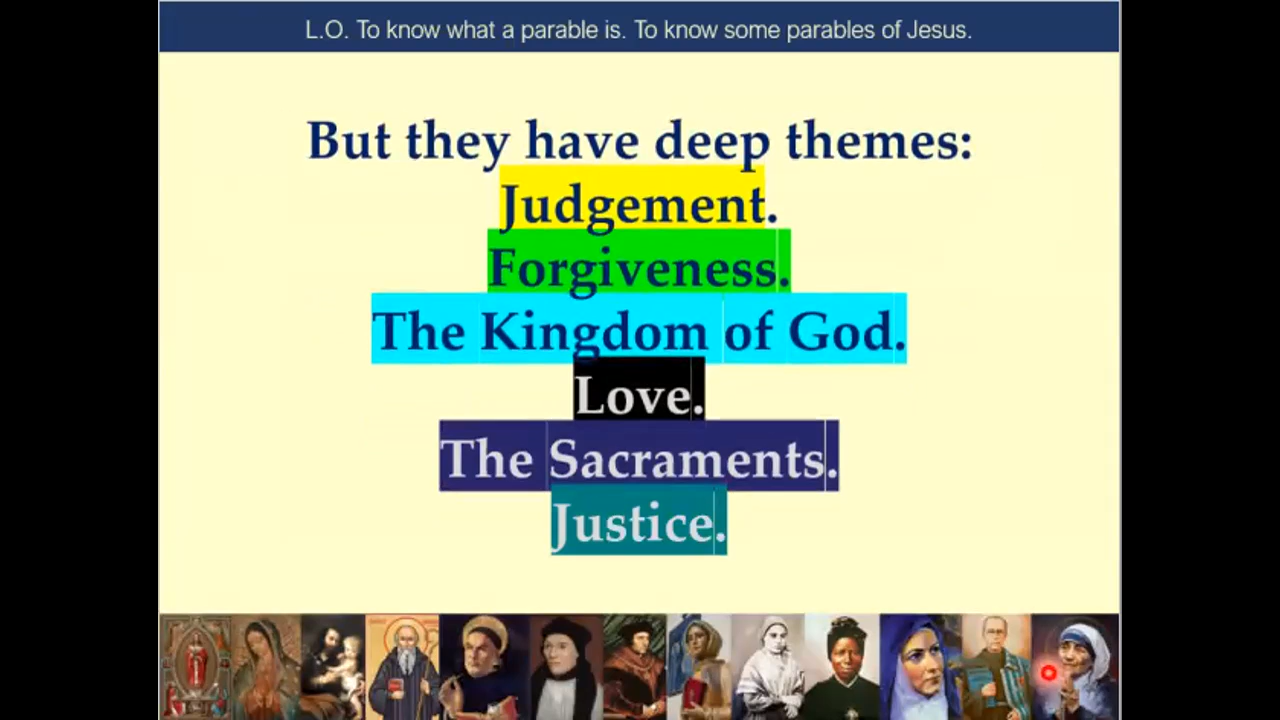 L.O. To know what a parable is. To know some parables of Jesus.
But they have deep themes:
Judgement.
Forgiveness.
The Kingdom of God.
Love.
The Sacraments.
Justice.